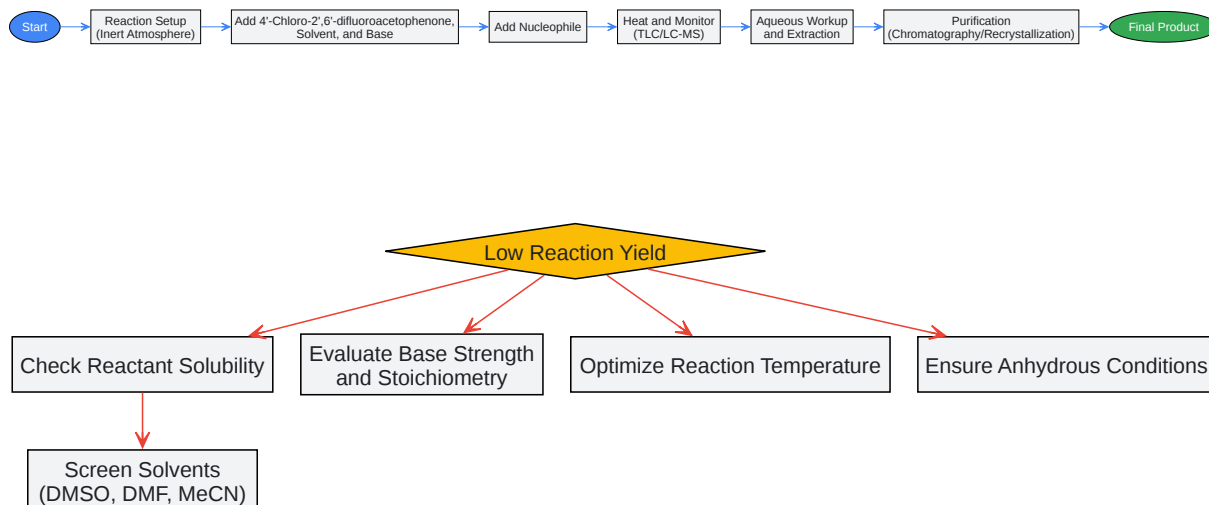 Start
Reaction Setup
(Inert Atmosphere)
Add 4'-Chloro-2',6'-difluoroacetophenone,
Solvent, and Base
Add Nucleophile
Heat and Monitor
(TLC/LC-MS)
Aqueous Workup
and Extraction
Purification
(Chromatography/Recrystallization)
Final Product
Low Reaction Yield
Check Reactant Solubility
Evaluate Base Strength
and Stoichiometry
Optimize Reaction Temperature
Ensure Anhydrous Conditions
Screen Solvents
(DMSO, DMF, MeCN)